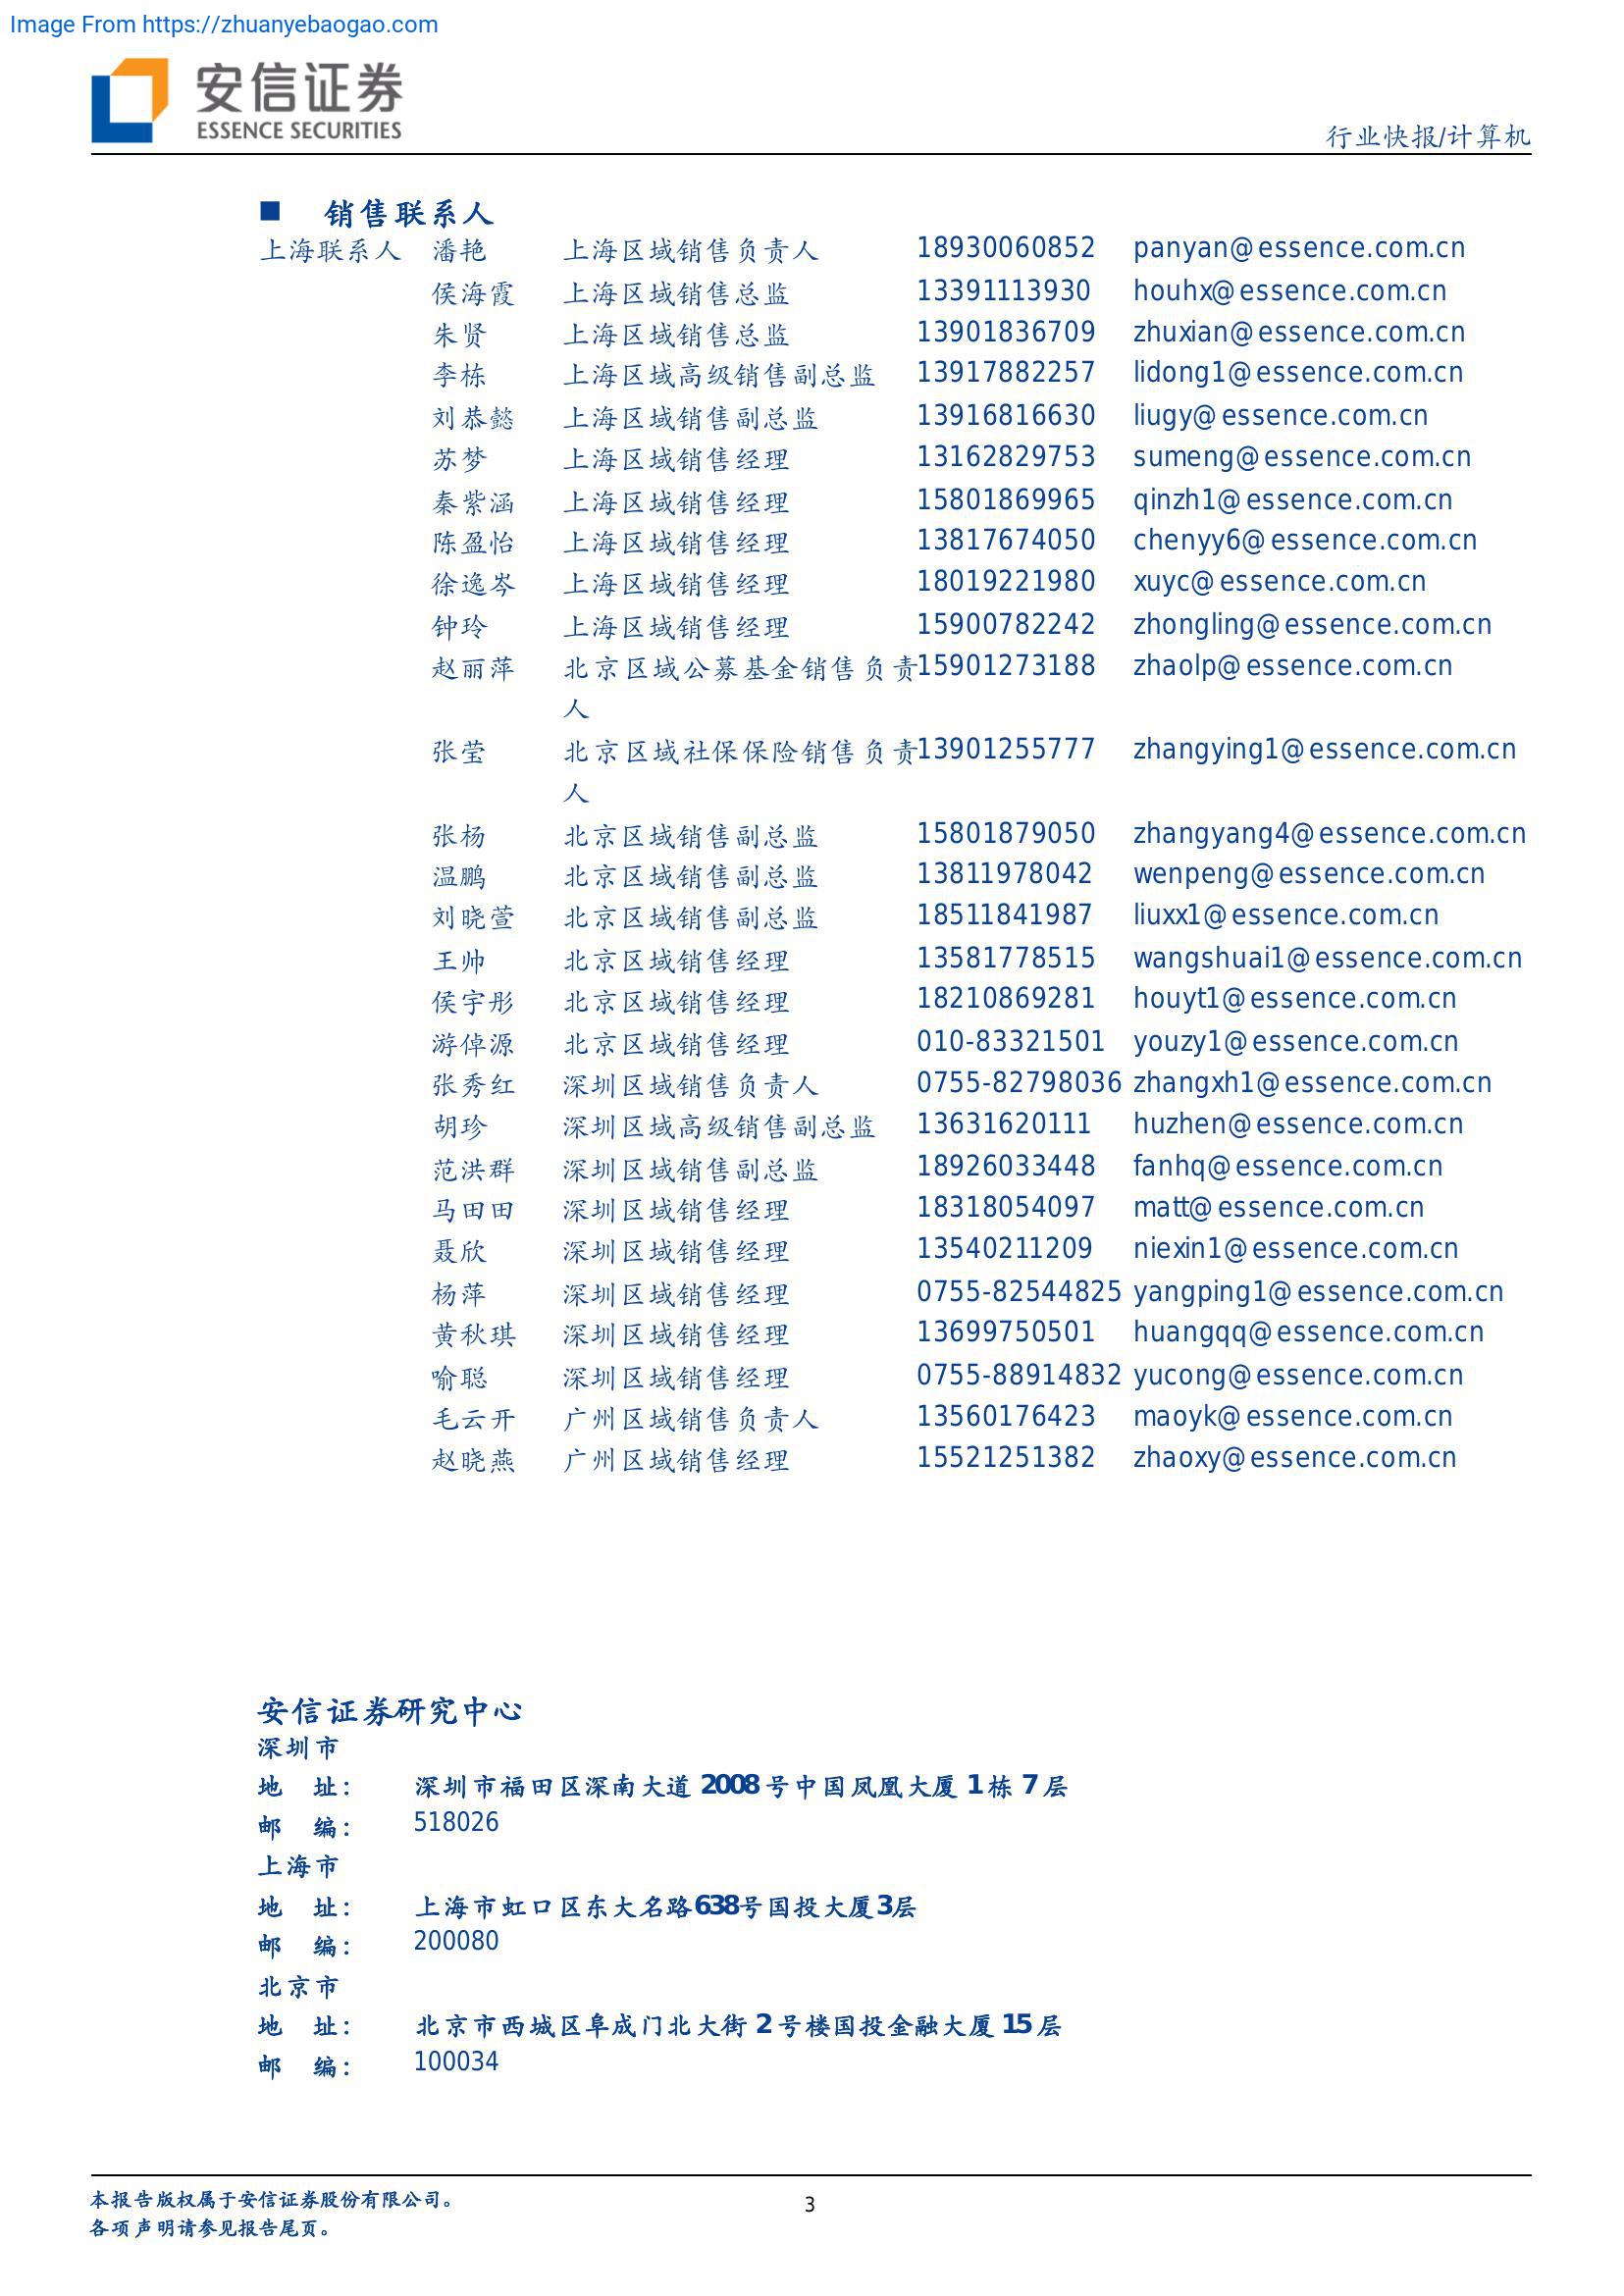 Image From https://zhuanyebaogao.com
安信证券
ESSENCE SECURITIES
行业快报/计算机
■ 销售联系人
上海联系人 潘艳 上海区域销售负责人 18930060852 panyan@essence.com.cn
侯海霞 上海区域销售总监 13391113930 houhx@essence.com.cn
朱贤 上海区域销售总监 13901836709 zhuxian@essence.com.cn
李栋 上海区域高级销售副总监 13917882257 lidong1@essence.com.cn
刘恭懿 上海区域销售副总监 13916816630 liugy@essence.com.cn
苏梦 上海区域销售经理 13162829753 sumeng@essence.com.cn
秦紫涵 上海区域销售经理 15801869965 qinzh1@essence.com.cn
陈盈怡 上海区域销售经理 13817674050 chenyy6@essence.com.cn
徐逸岑 上海区域销售经理 18019221980 xuyc@essence.com.cn
钟玲 上海区域销售经理 15900782242 zhongling@essence.com.cn
赵丽萍 北京区域公募基金销售负责 15901273188 zhaolp@essence.com.cn
人
张莹 北京区域社保保险销售负责 13901255777 zhangying1@essence.com.cn
人
张杨 北京区域销售副总监 15801879050 zhangyang4@essence.com.cn
温鹏 北京区域销售副总监 13811978042 wenpeng@essence.com.cn
刘晓萱 北京区域销售副总监 18511841987 liuxx1@essence.com.cn
王帅 北京区域销售经理 13581778515 wangshuai1@essence.com.cn
侯宇彤 北京区域销售经理 18210869281 houyt1@essence.com.cn
游倬源 北京区域销售经理 010-83321501 youzy1@essence.com.cn
张秀红 深圳区域销售负责人 0755-82798036 zhangxh1@essence.com.cn
胡珍 深圳区域高级销售副总监 13631620111 huzhen@essence.com.cn
范洪群 深圳区域销售副总监 18926033448 fanhq@essence.com.cn
马田田 深圳区域销售经理 18318054097 matt@essence.com.cn
聂欣 深圳区域销售经理 13540211209 niexin1@essence.com.cn
杨萍 深圳区域销售经理 0755-82544825 yangping1@essence.com.cn
黄秋琪 深圳区域销售经理 13699750501 huangqq@essence.com.cn
喻聪 深圳区域销售经理 0755-88914832 yucong@essence.com.cn
毛云开 广州区域销售负责人 13560176423 maoyk@essence.com.cn
赵晓燕 广州区域销售经理 15521251382 zhaoxy@essence.com.cn
安信证券研究中心
深圳市
地 址： 深圳市福田区深南大道 2008 号中国凤凰大厦 1 栋 7 层
邮 编： 518026
上海市
地 址： 上海市虹口区东大名路638号国投大厦3层
邮 编： 200080
北京市
地 址： 北京市西城区阜成门北大街 2 号楼国投金融大厦 15 层
邮 编： 100034
本报告版权属于安信证券股份有限公司。
各项声明请参见报告尾页。
3